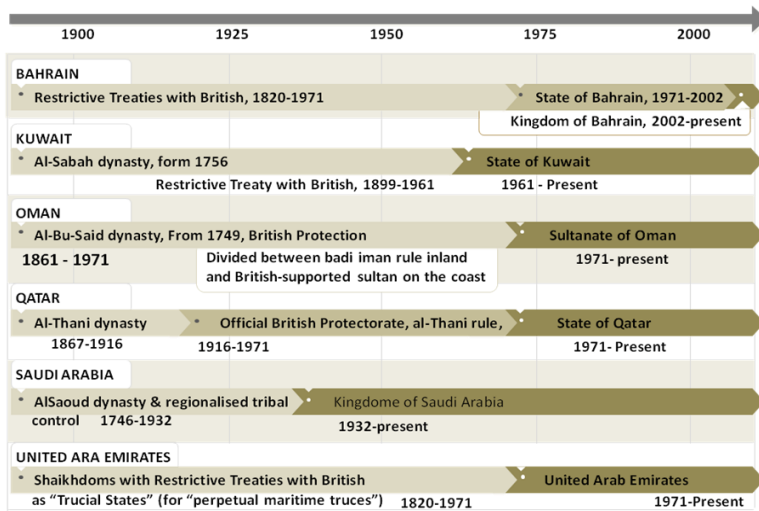 1900 1925 1950 1975 2000
BAHRAIN
Restrictive Treaties with British, 1820-1971
State of Bahrain, 1971-2002
Kingdom of Bahrain, 2002-present
KUWAIT
Al-Sabah dynasty, form 1756
State of Kuwait
Restrictive Treaty with British, 1899-1961
1961 - Present
OMAN
Al-Bu-Said dynasty, From 1749, British Protection
Sultanate of Oman
1861 - 1971
Divided between badi iman rule inland
and British-supported sultan on the coast
1971- present
QATAR
Al-Thani dynasty
Official British Protectorate, al-Thani rule,
State of Qatar
1867-1916
1916-1971
1971- Present
SAUDI ARABIA
AlSaoud dynasty & regionalised tribal
control 1746-1932
Kingdome of Saudi Arabia
1932-present
UNITED ARA EMIRATES
Shaikhdoms with Restrictive Treaties with British
as “Trucial States” (for “perpetual maritime truces”) 1820-1971
United Arab Emirates
1971-Present